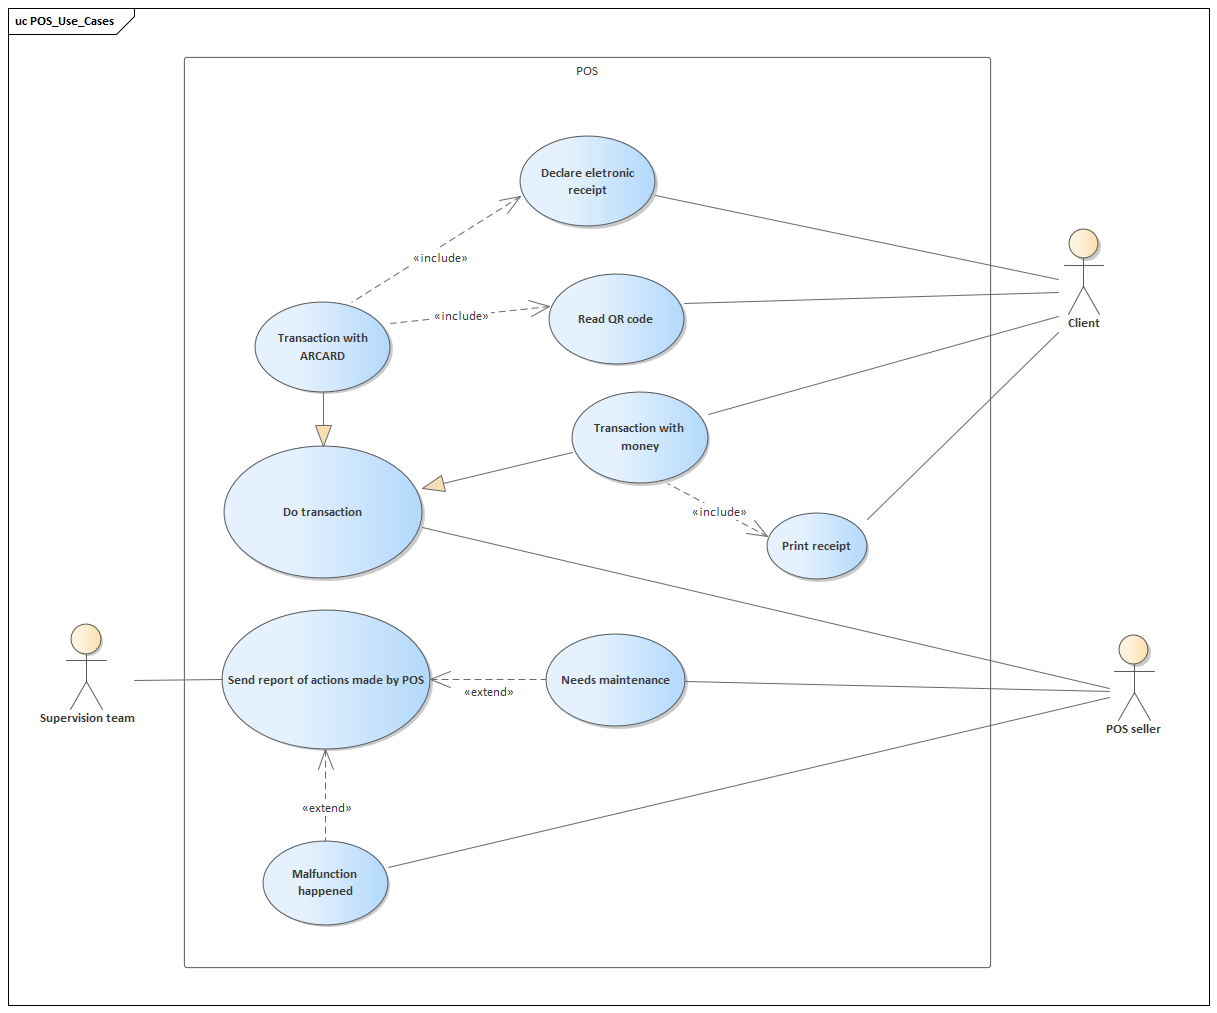 uc POS_Use_Cases
POS
Declare eletronic
receipt
«include»
«include»
Read QR code
Client
Transaction with
ARCARD
Transaction with
money
«include»
Do transaction
Print receipt
Send report of actions made by POS
«extend»
Needs maintenance
Supervision team
POS seller
«extend»
Malfunction
happened